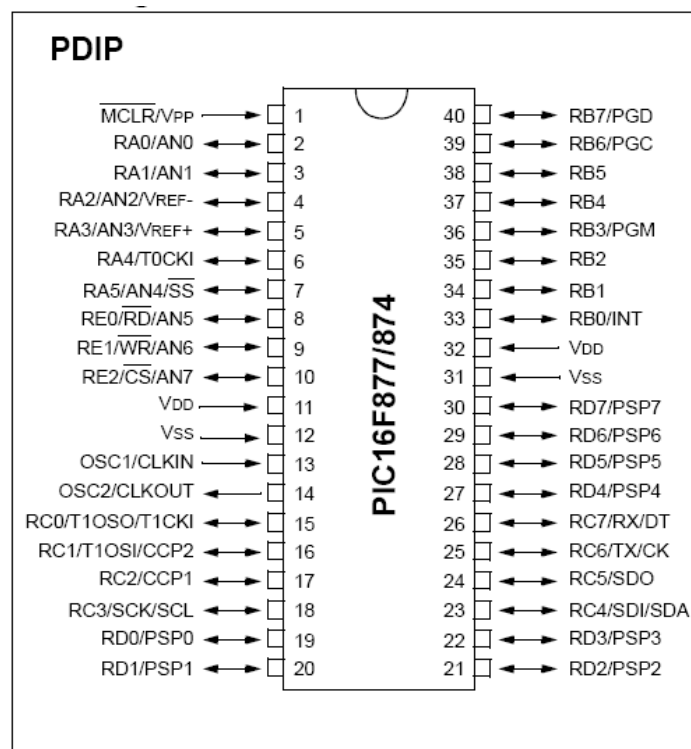 PDIP
MCLR/VPP 1 40 RB7/PGD
RA0/AN0 2 39 RB6/PGC
RA1/AN1 3 38 RB5
RA2/AN2/VREF- 4 37 RB4
RA3/AN3/VREF+ 5 36 RB3/PGM
RA4/T0CKI 6 35 RB2
RA5/AN4/SS 7 34 RB1
RE0/RD/AN5 8 33 RB0/INT
RE1/WR/AN6 9 32 VDD
RE2/CS/AN7 10 31 VSS
VDD 11 30 RD7/PSP7
VSS 12 29 RD6/PSP6
OSC1/CLKIN 13 28 RD5/PSP5
OSC2/CLKOUT 14 27 RD4/PSP4
RC0/T1OSO/T1CKI 15 26 RC7/RX/DT
RC1/T1OSI/CCP2 16 25 RC6/TX/CK
RC2/CCP1 17 24 RC5/SDO
RC3/SCK/SCL 18 23 RC4/SDI/SDA
RD0/PSP0 19 22 RD3/PSP3
RD1/PSP1 20 21 RD2/PSP2
PIC16F877/874